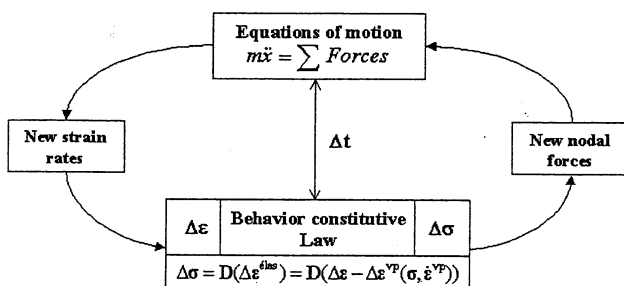 Equations of motion
mẍ = ∑ Forces
New strain
rates
Δt
New nodal
forces
Δε
Behavior constitutive
Law
Δσ
Δσ = D(Δε^élas) = D(Δε − Δε^vp(σ, ε̇^vp))